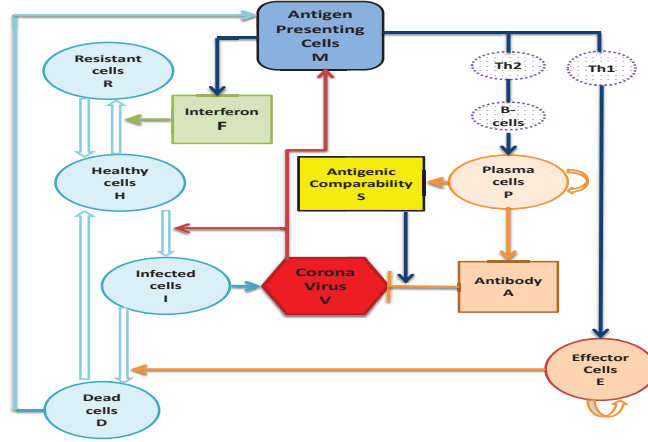 Antigen
Presenting
Cells
M
Resistant
cells
R
Th2
Th1
Interferon
F
B-
cells
Healthy
cells
H
Antigenic
Comparability
S
Plasma
cells
P
Infected
cells
I
Corona
Virus
V
Antibody
A
Effector
Cells
E
Dead
cells
D